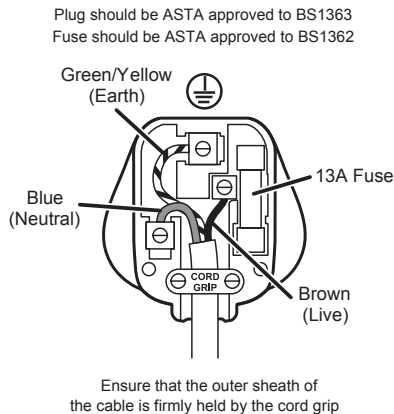 Plug should be ASTA approved to BS1363
Fuse should be ASTA approved to BS1362
Green/Yellow
(Earth)
13A Fuse
Blue
(Neutral)
CORD
GRIP
Brown
(Live)
Ensure that the outer sheath of
the cable is firmly held by the cord grip